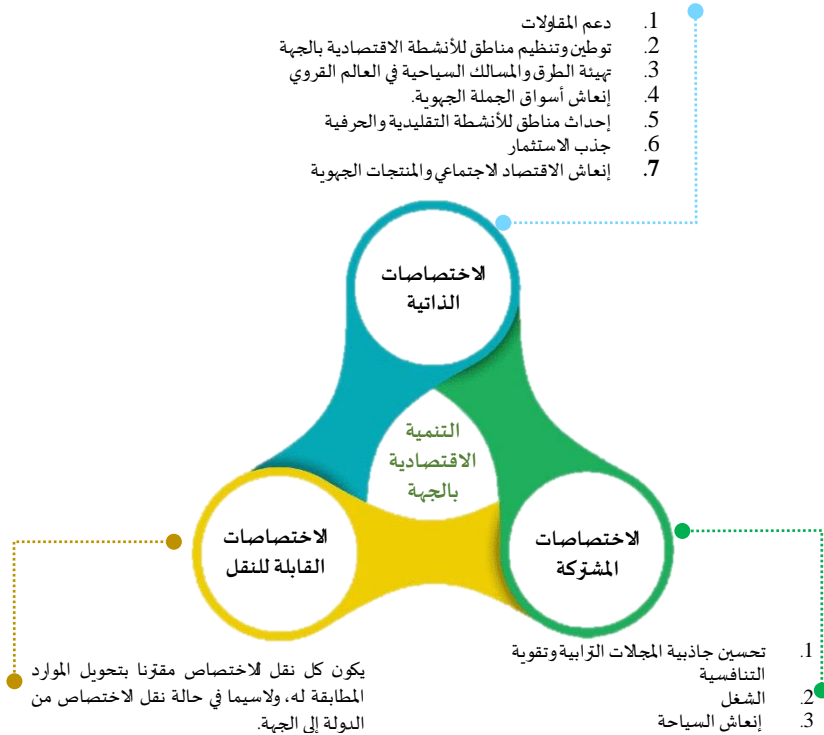 1. دعم المقاولات
2. توطين وتنظيم مناطق للأنشطة الاقتصادية بالجهة
3. تهيئة الطرق والمسالك السياحية في العالم القروي
4. إنعاش أسواق الجملة الجهوية.
5. إحداث مناطق للأنشطة التقليدية والحرفية
6. جذب الاستثمار
7. إنعاش الاقتصاد الاجتماعي والمنتجات الجهوية
الاختصاصات
الذاتية
التنمية
الاقتصادية
بالجهة
الاختصاصات
المشتركة
الاختصاصات
القابلة للنقل
1. تحسين جاذبية المجالات الترابية وتقوية
التنافسية
2. الشغل
3. إنعاش السياحة
يكون كل نقل للاختصاص مقترنا بتحويل الموارد
المطابقة له، ولاسيما في حالة نقل الاختصاص من
الدولة إلى الجهة.